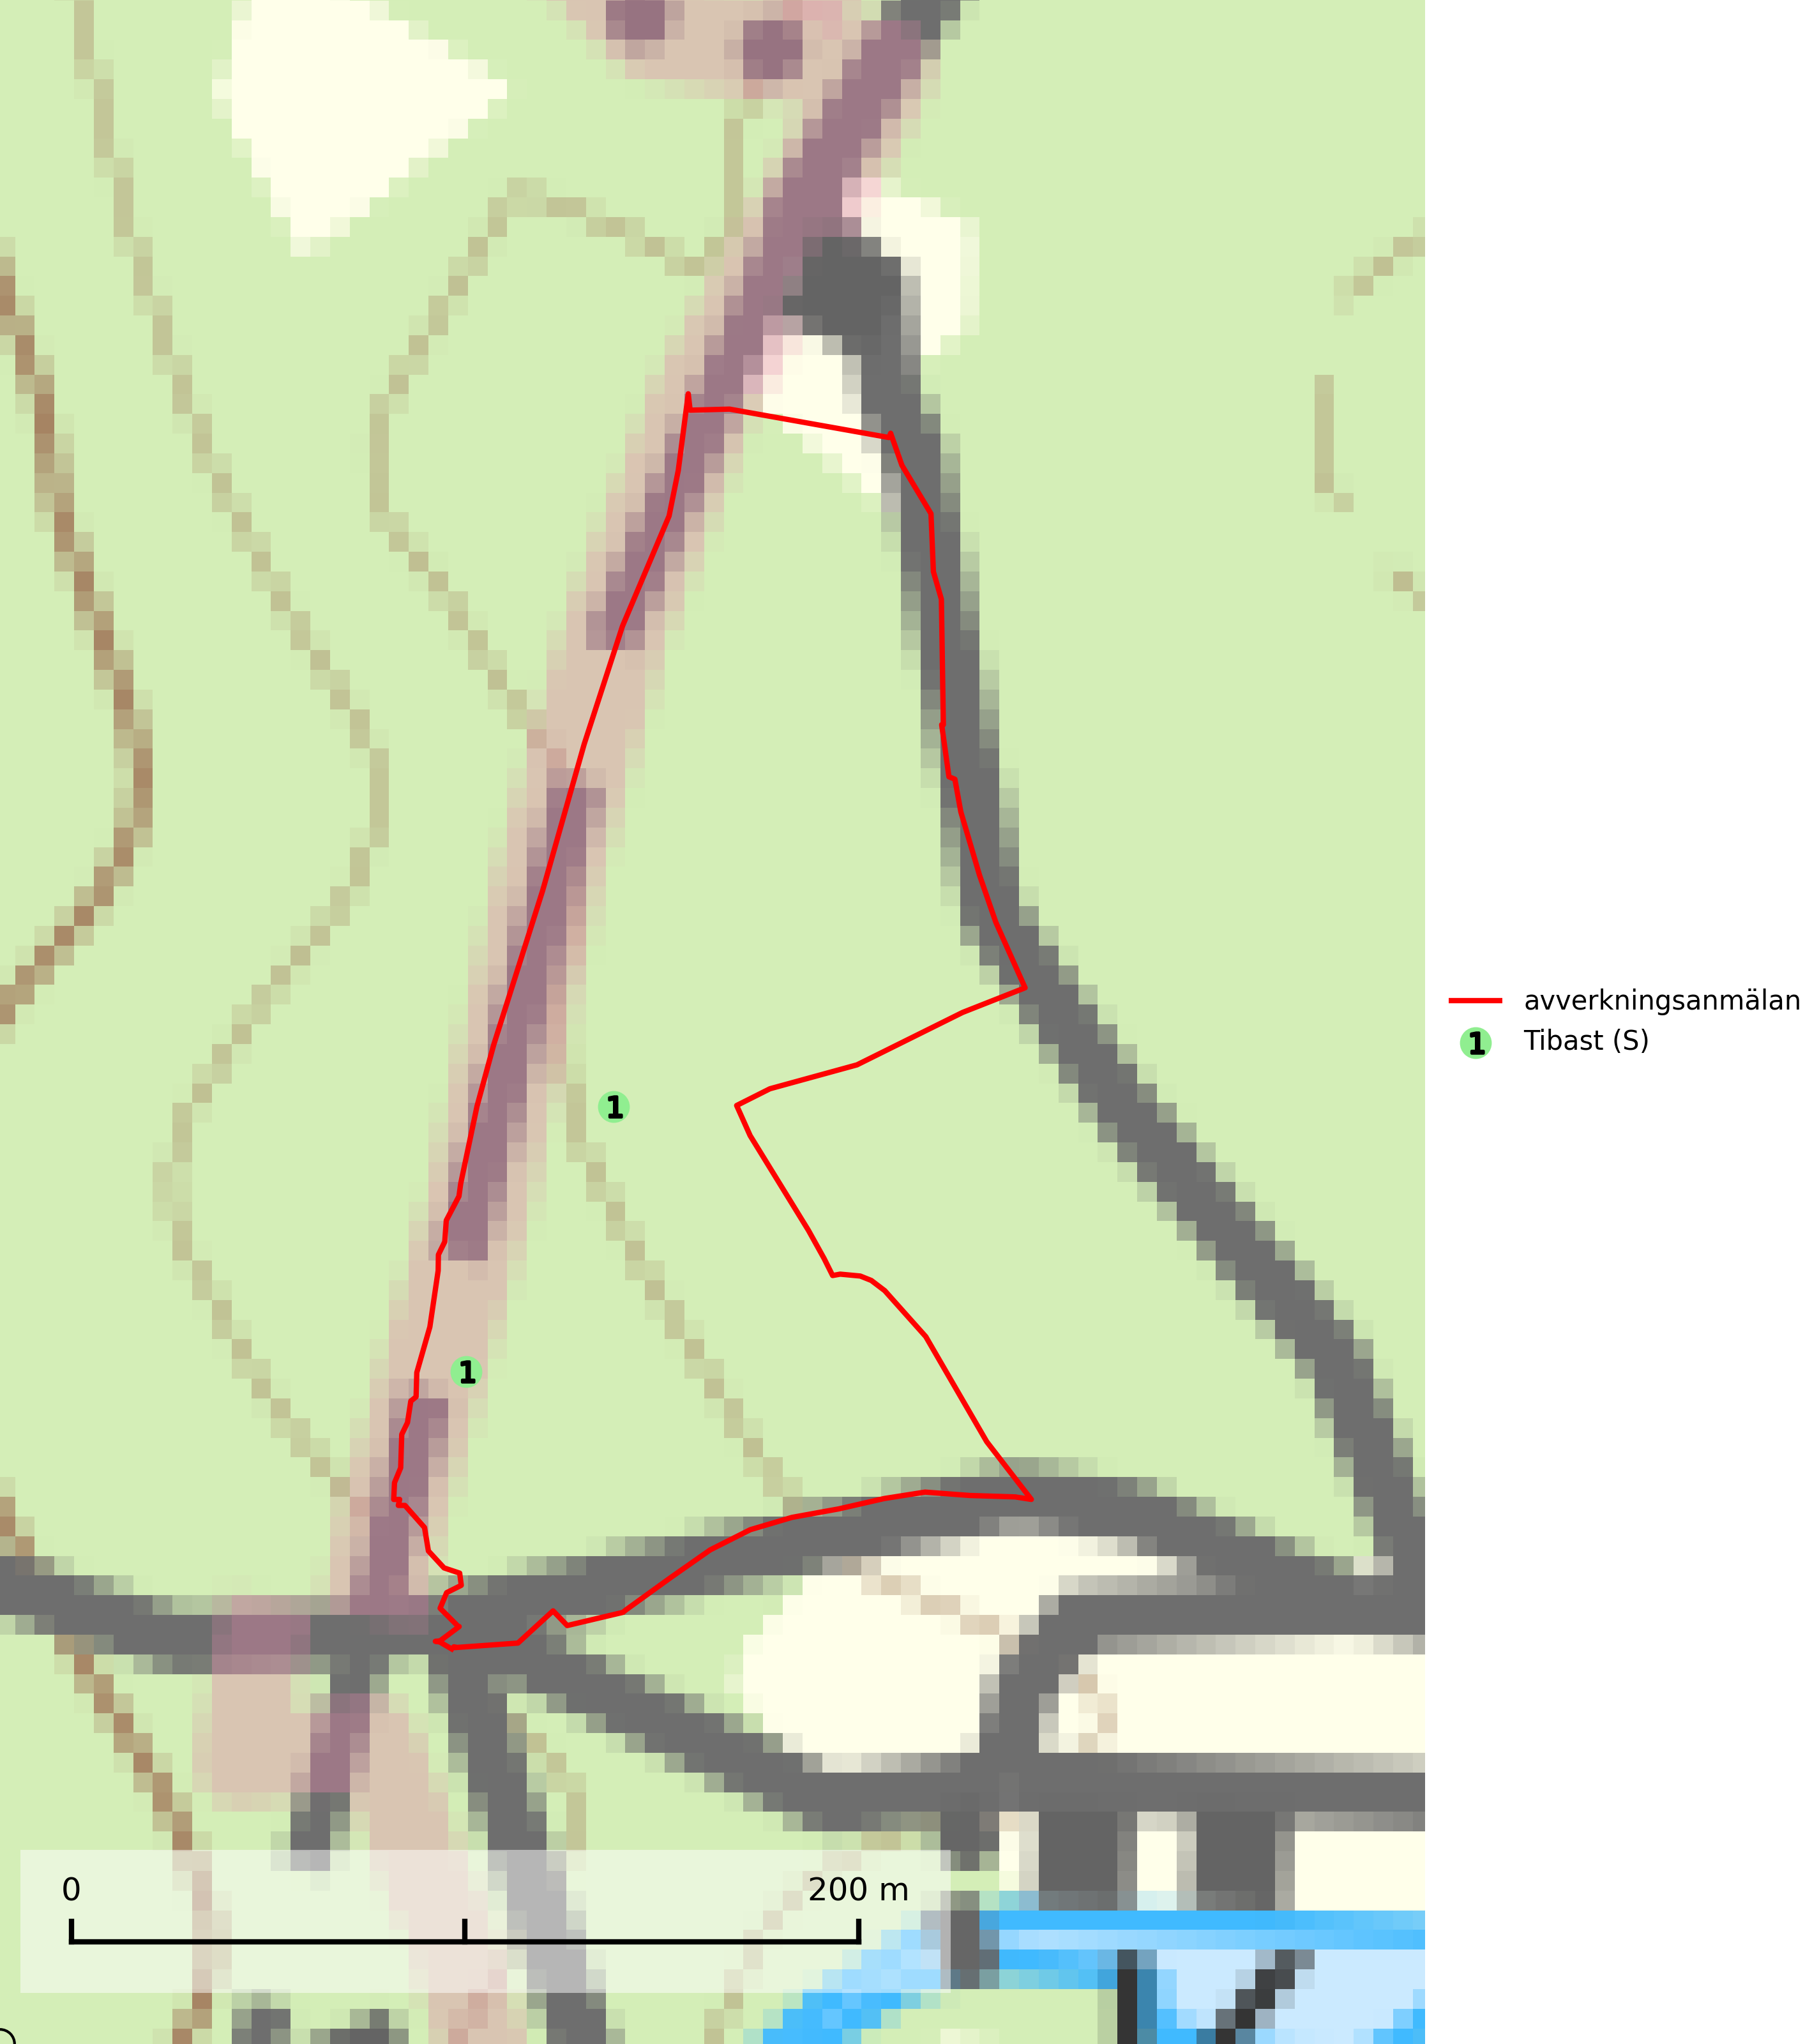 avverkningsanmälan
1 Tibast (S)
1
1
0 200 m